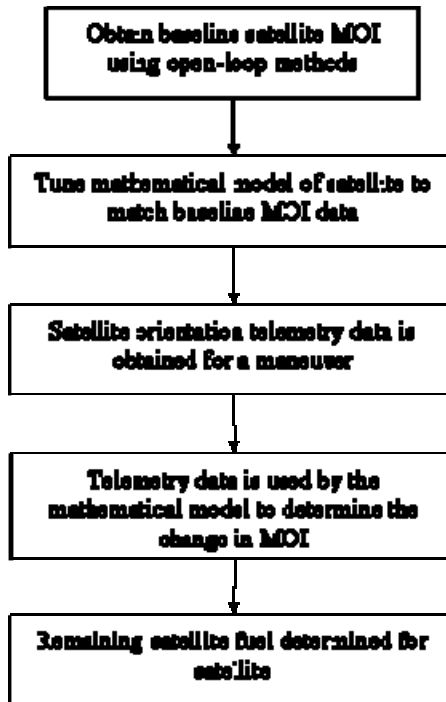 Obtain baseline satellite MOI
using open-loop methods
Tune mathematical model of satellite to
match baseline MOI data
Satellite orientation telemetry data is
obtained for a maneuver
Telemetry data is used by the
mathematical model to determine the
change in MOI
Remaining satellite fuel determined for
satellite